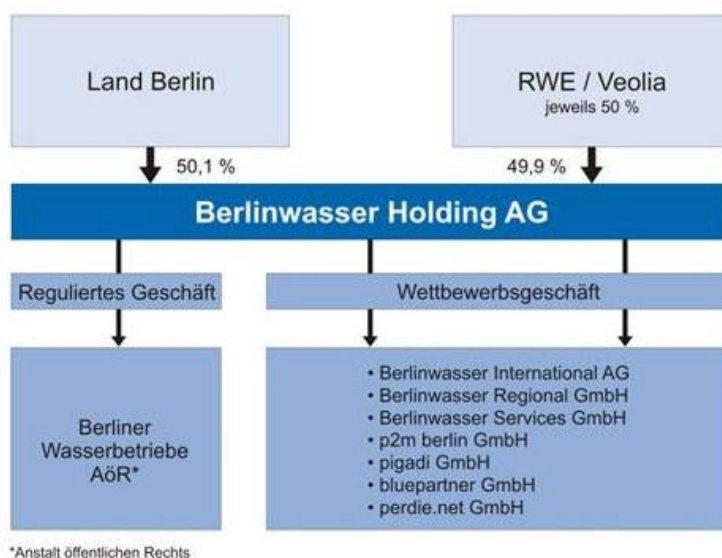 Land Berlin
RWE / Veolia
jeweils 50 %
50,1 %
49,9 %
Berlinwasser Holding AG
Reguliertes Geschäft
Wettbewerbsgeschäft
Berliner
Wasserbetriebe
AöR*
• Berlinwasser International AG
• Berlinwasser Regional GmbH
• Berlinwasser Services GmbH
• p2m berlin GmbH
• pigadi GmbH
• bluepartner GmbH
• perdie.net GmbH
*Anstalt öffentlichen Rechts